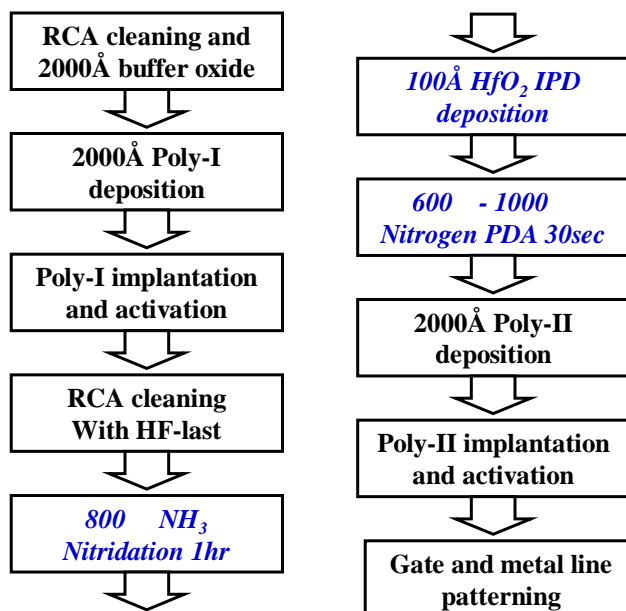 RCA cleaning and
2000Å buffer oxide
2000Å Poly-I
deposition
Poly-I implantation
and activation
RCA cleaning
With HF-last
800 NH₃
Nitridation 1hr
100Å HfO₂ IPD
deposition
600 - 1000
Nitrogen PDA 30sec
2000Å Poly-II
deposition
Poly-II implantation
and activation
Gate and metal line
patterning